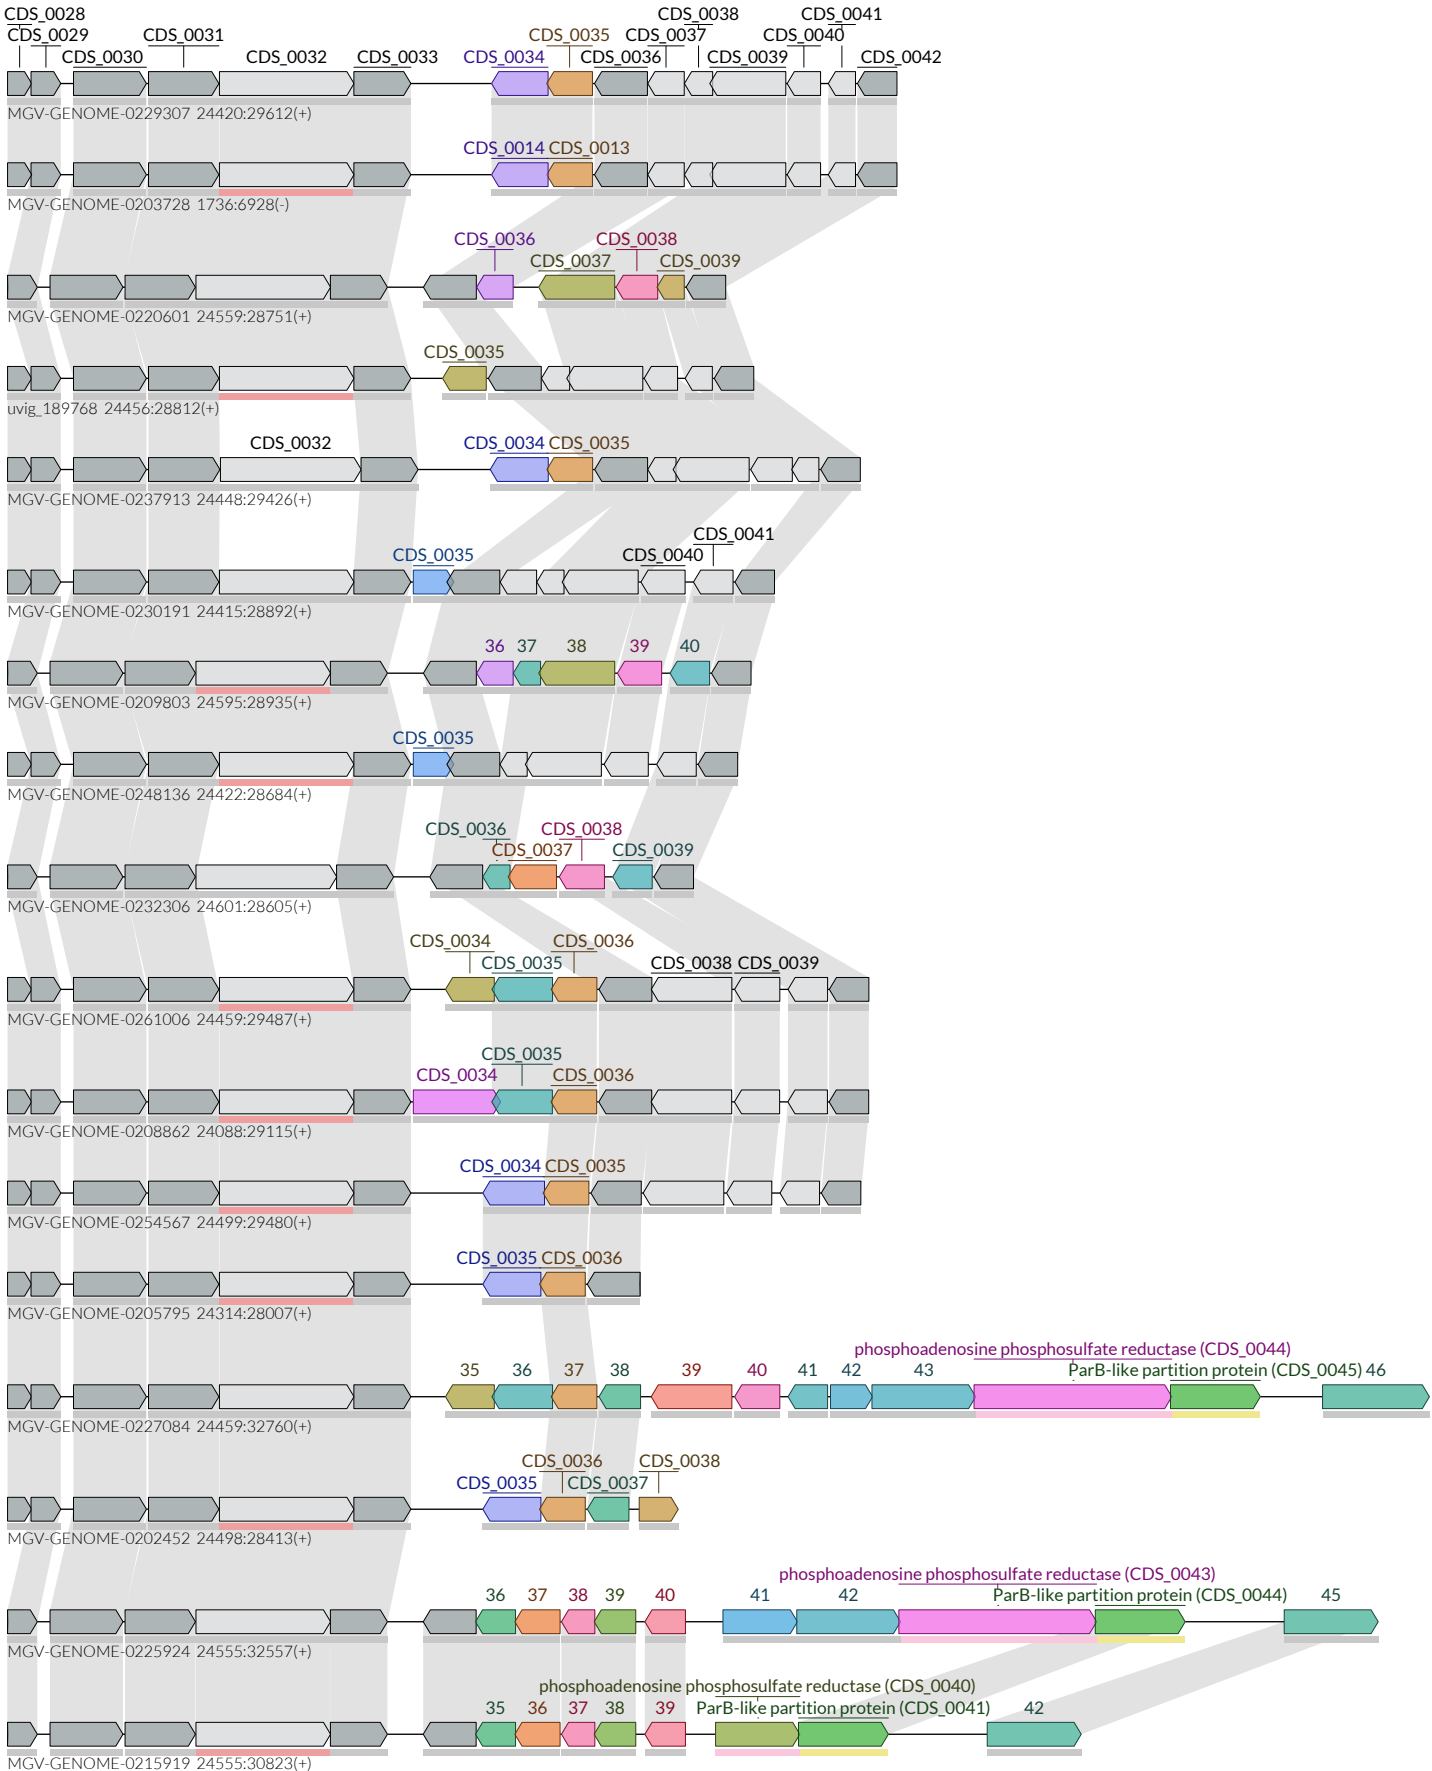 CDS_0028 CDS_0038 CDS_0041
CDS_0029 CDS_0031 CDS_0035 CDS_0037 CDS_0040
CDS_0030 CDS_0032 CDS_0033 CDS_0034 CDS_0036 CDS_0039 CDS_0042
MGV-GENOME-0229307 24420:29612(+)
CDS_0014 CDS_0013
MGV-GENOME-0203728 1736:6928(-)
CDS_0036 CDS_0038
CDS_0037 CDS_0039
MGV-GENOME-0220601 24559:28751(+)
CDS_0035
uvig_189768 24456:28812(+)
CDS_0032 CDS_0034 CDS_0035
MGV-GENOME-0237913 24448:29426(+)
CDS_0041
CDS_0035 CDS_0040
MGV-GENOME-0230191 24415:28892(+)
36 37 38 39 40
MGV-GENOME-0209803 24595:28935(+)
CDS_0035
MGV-GENOME-0248136 24422:28684(+)
CDS_0036 CDS_0038
CDS_0037 CDS_0039
MGV-GENOME-0232306 24601:28605(+)
CDS_0034 CDS_0036
CDS_0035 CDS_0038 CDS_0039
MGV-GENOME-0261006 24459:29487(+)
CDS_0035
CDS_0034 CDS_0036
MGV-GENOME-0208862 24088:29115(+)
CDS_0034 CDS_0035
MGV-GENOME-0254567 24499:29480(+)
CDS_0035 CDS_0036
MGV-GENOME-0205795 24314:28007(+)
phosphoadenosine phosphosulfate reductase (CDS_0044)
35 36 37 38 39 40 41 42 43 ParB-like partition protein (CDS_0045) 46
MGV-GENOME-0227084 24459:32760(+)
CDS_0036 CDS_0038
CDS_0035 CDS_0037
MGV-GENOME-0202452 24498:28413(+)
phosphoadenosine phosphosulfate reductase (CDS_0043)
36 37 38 39 40 41 42 ParB-like partition protein (CDS_0044) 45
MGV-GENOME-0225924 24555:32557(+)
phosphoadenosine phosphosulfate reductase (CDS_0040)
35 36 37 38 39 ParB-like partition protein (CDS_0041) 42
MGV-GENOME-0215919 24555:30823(+)